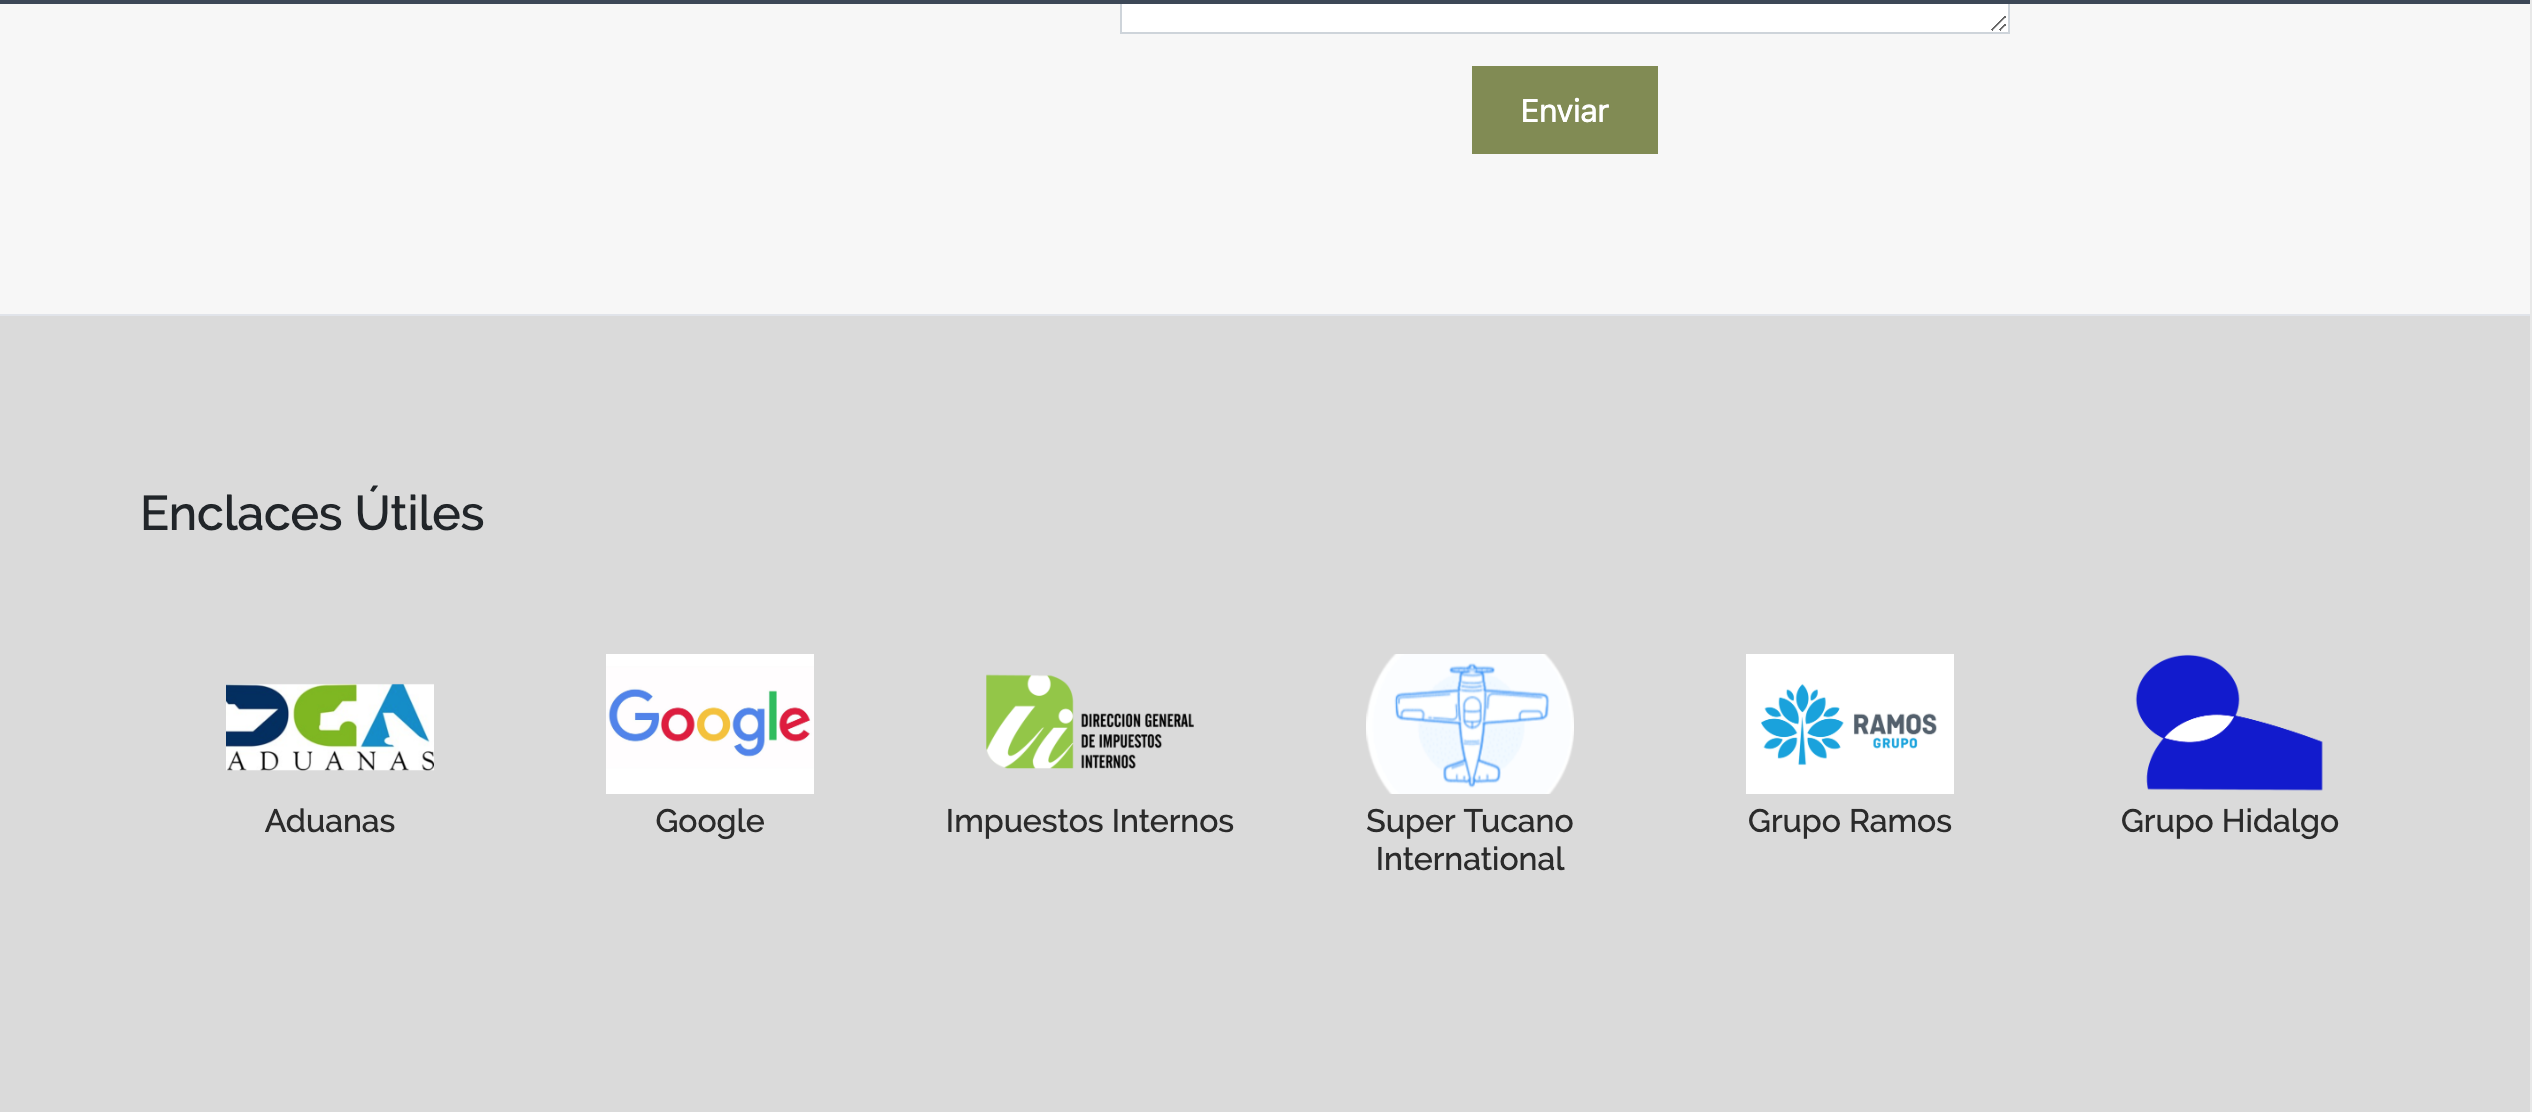 Enviar
Enclaces Útiles
DGA
ADUANAS
Google
DIRECCION GENERAL
DE IMPUESTOS
INTERNOS
RAMOS
GRUPO
Aduanas
Google
Impuestos Internos
Super Tucano
International
Grupo Ramos
Grupo Hidalgo